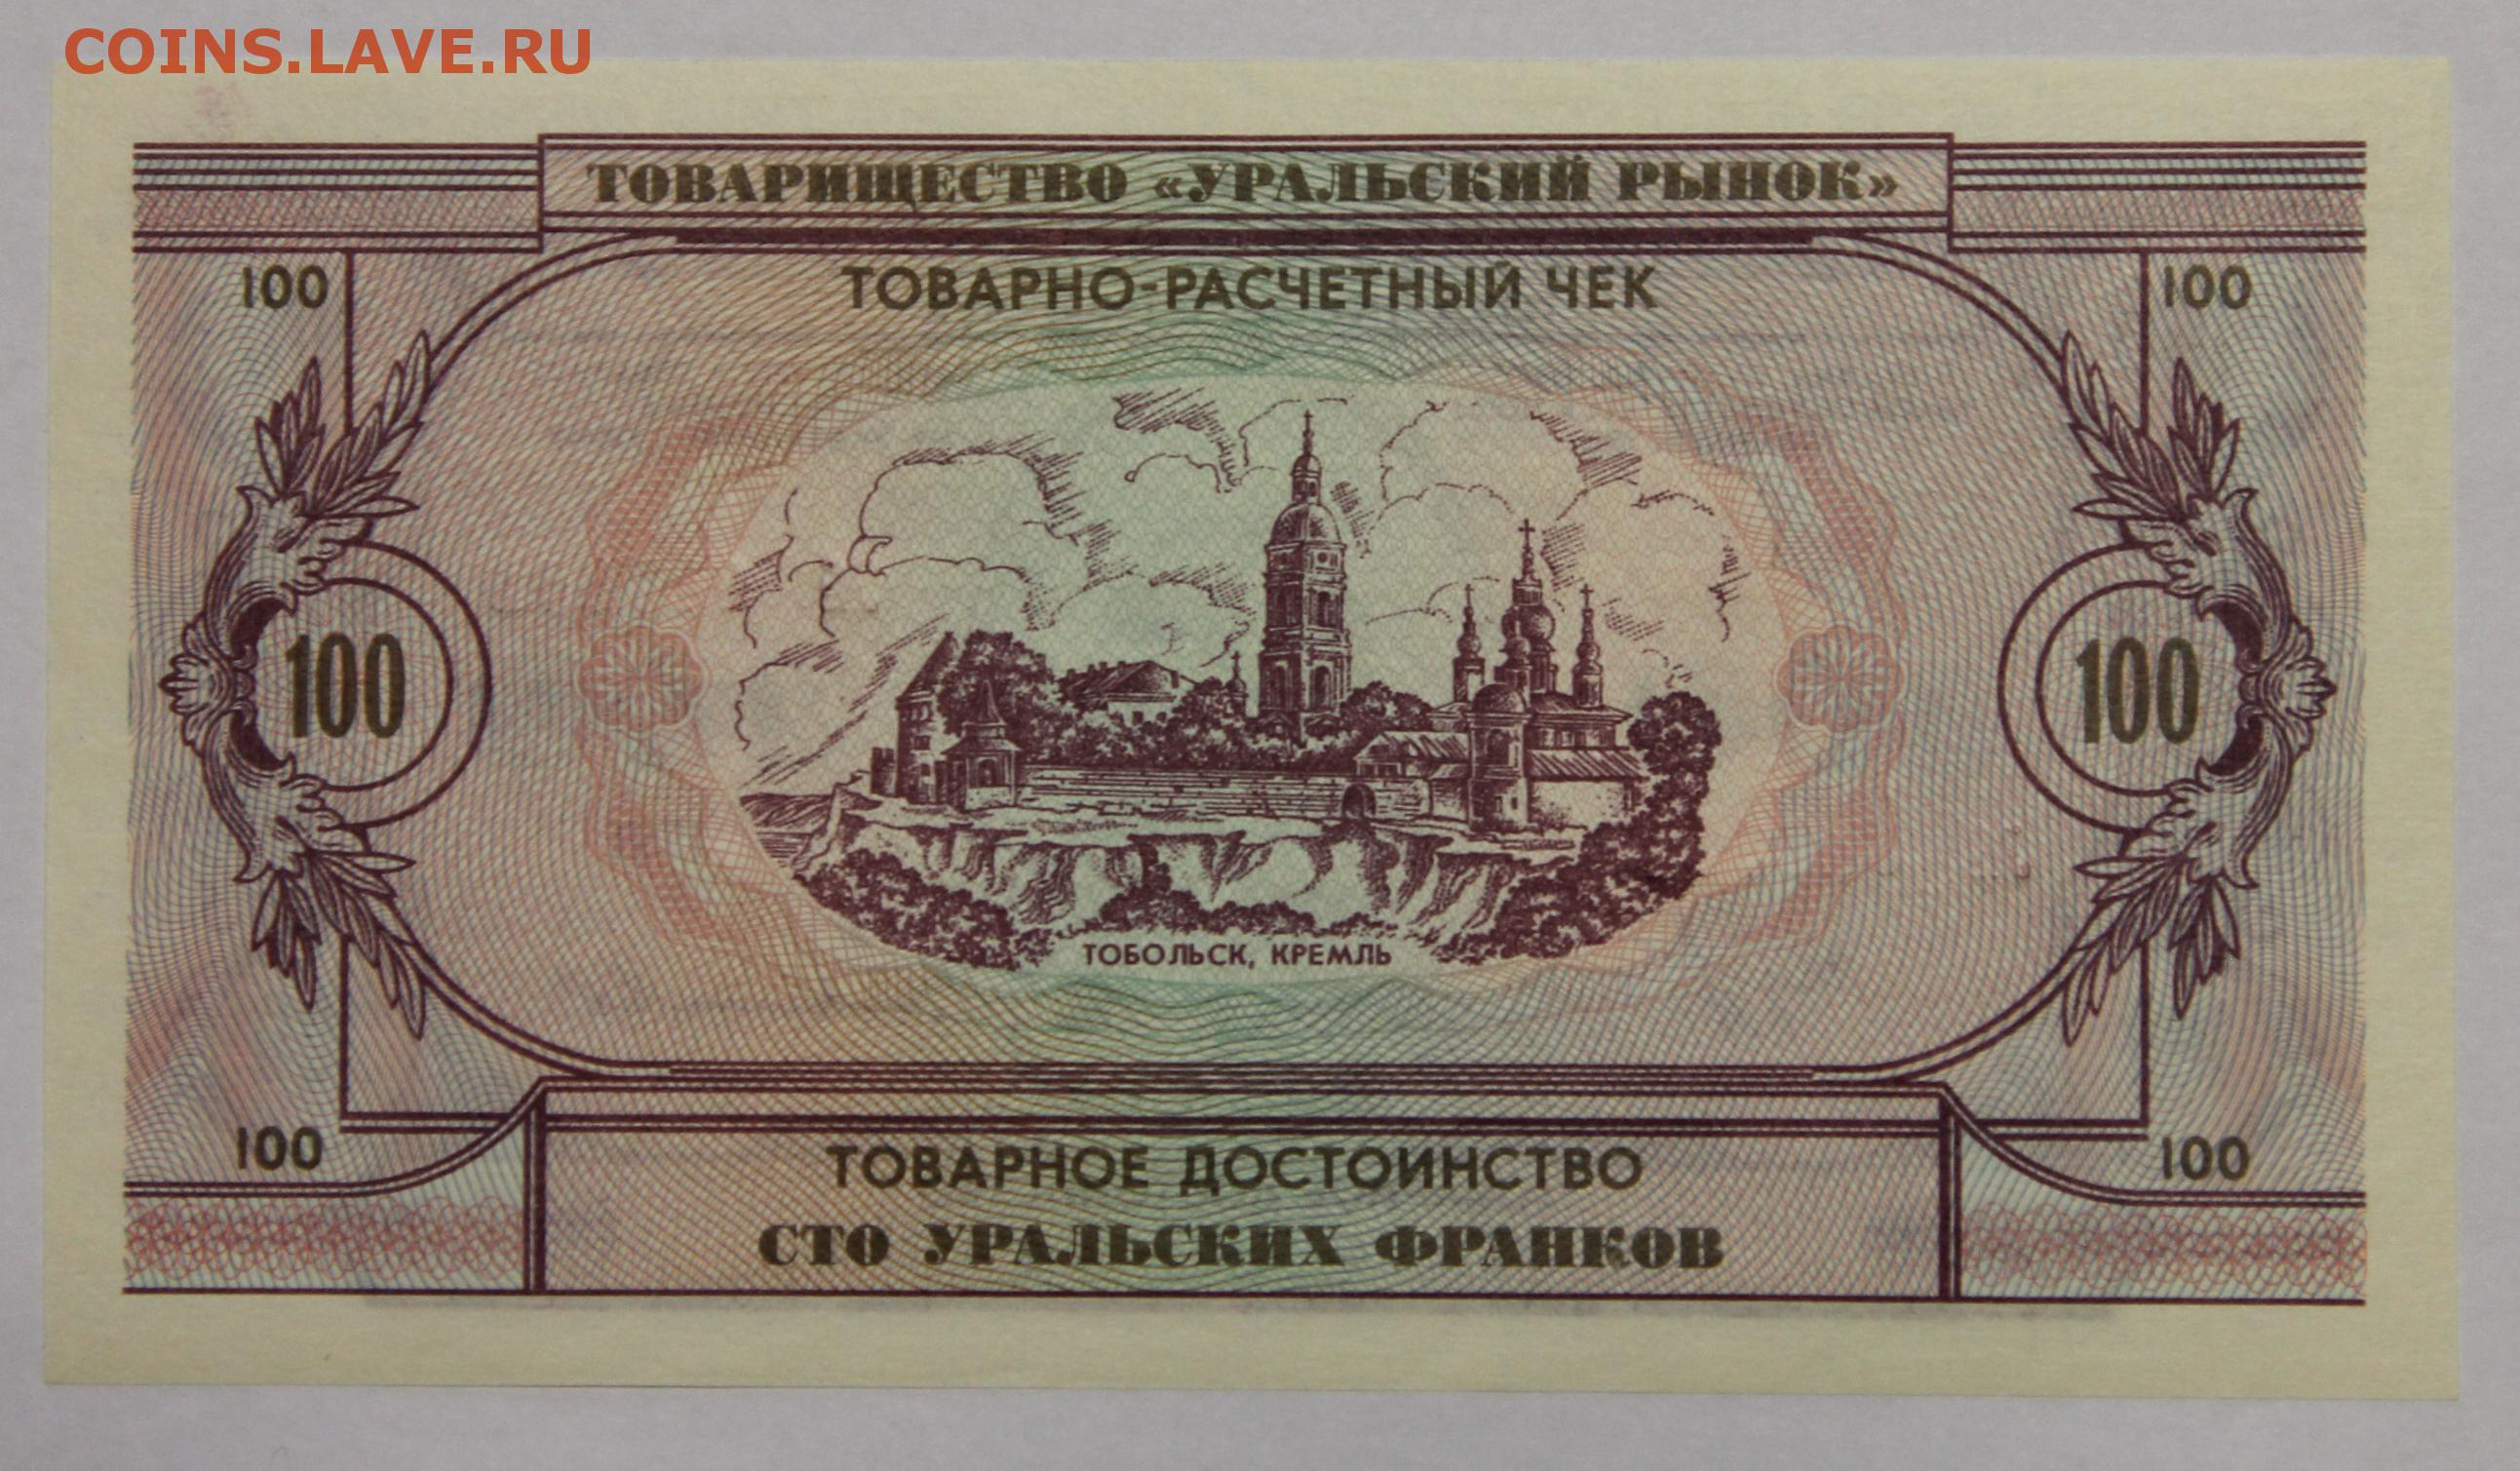 COINS.LAVE.RU
ТОВАРИЩЕСТВО «УРАЛЬСКИЙ РЫНОК»
ТОВАРНО-РАСЧЕТНЫЙ ЧЕК
100 100
100 100
ТОБОЛЬСК, КРЕМЛЬ
100 100
ТОВАРНОЕ ДОСТОИНСТВО
СТО УРАЛЬСКИХ ФРАНКОВ